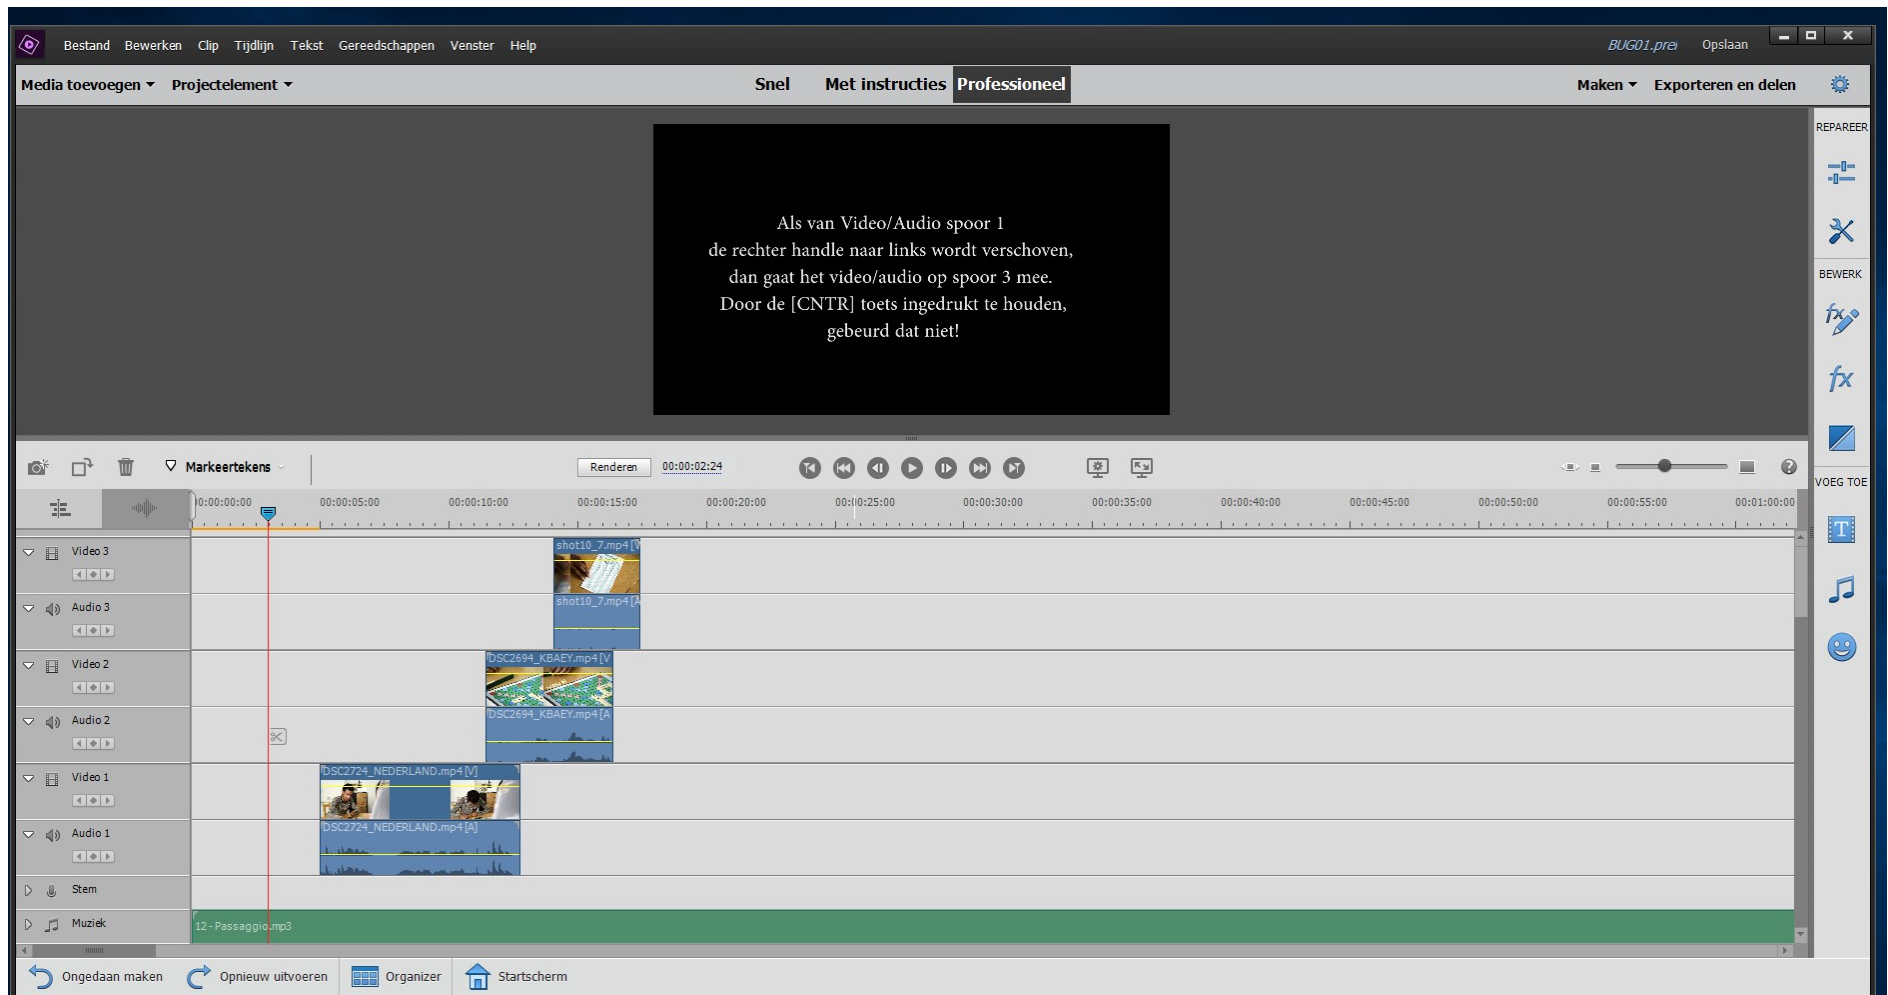 Bestand Bewerken Clip Tijdlijn Tekst Gereedschappen Venster Help
BUG01.prel Opslaan
Media toevoegen Projectelement
Snel Met instructies Professioneel
Maken Exporteren en delen
REPAREER
Als van Video/Audio spoor 1
de rechter handle naar links wordt verschoven,
dan gaat het video/audio op spoor 3 mee.
Door de [CNTR] toets ingedrukt te houden,
gebeurd dat niet!
BEWERK
fx
fx
Markeertekens Renderen 00:00:02:24
VOEG TOE
T
00:00:00:00 00:00:05:00 00:00:10:00 00:00:15:00 00:00:20:00 00:00:25:00 00:00:30:00 00:00:35:00 00:00:40:00 00:00:45:00 00:00:50:00 00:00:55:00 00:01:00:00
Video 3 shot10_7.mp4 [V
Audio 3 shot10_7.mp4 [A
Video 2 DSC2694_KBAEY.mp4 [V
Audio 2 DSC2694_KBAEY.mp4 [A
Video 1 DSC2724_NEDERLAND.mp4 [V]
Audio 1 DSC2724_NEDERLAND.mp4 [A]
Stem
Muziek 12 - Passaggio.mp3
Ongedaan maken Opnieuw uitvoeren Organizer Startscherm